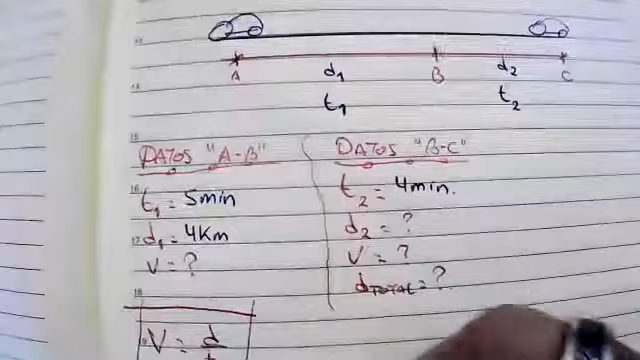 A B C
d₁ d₂
t₁ t₂
DATOS "A-B"
t₁ = 5min
d₁ = 4Km
V = ?
V = d/t
DATOS "B-C"
t₂ = 4min.
d₂ = ?
V = ?
dTOTAL = ?